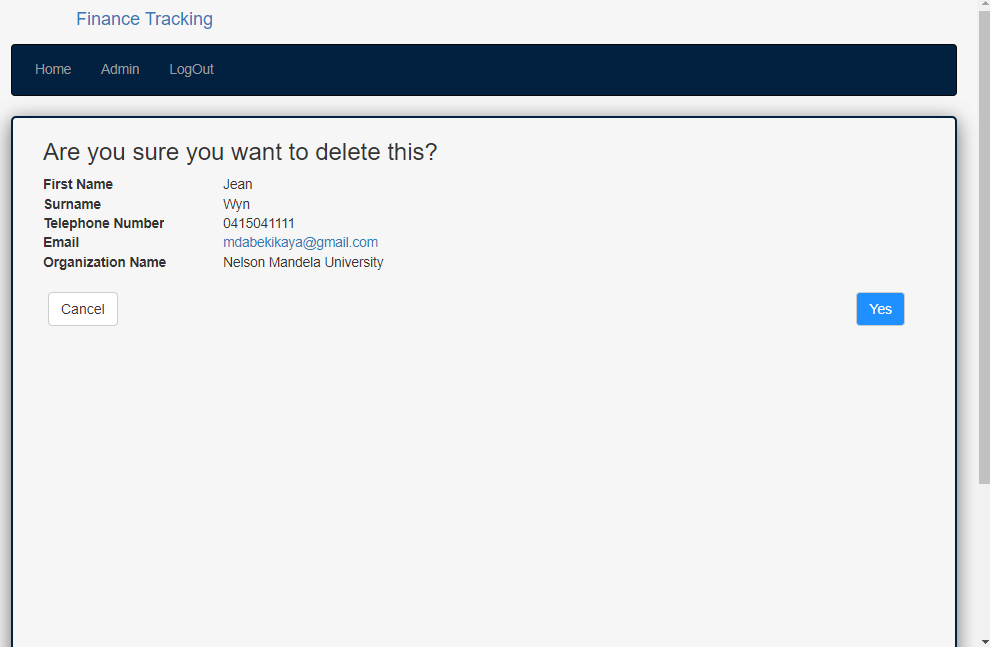 Finance Tracking
Home Admin LogOut
Are you sure you want to delete this?
First Name Jean
Surname Wyn
Telephone Number 0415041111
Email mdabekikaya@gmail.com
Organization Name Nelson Mandela University
Cancel Yes